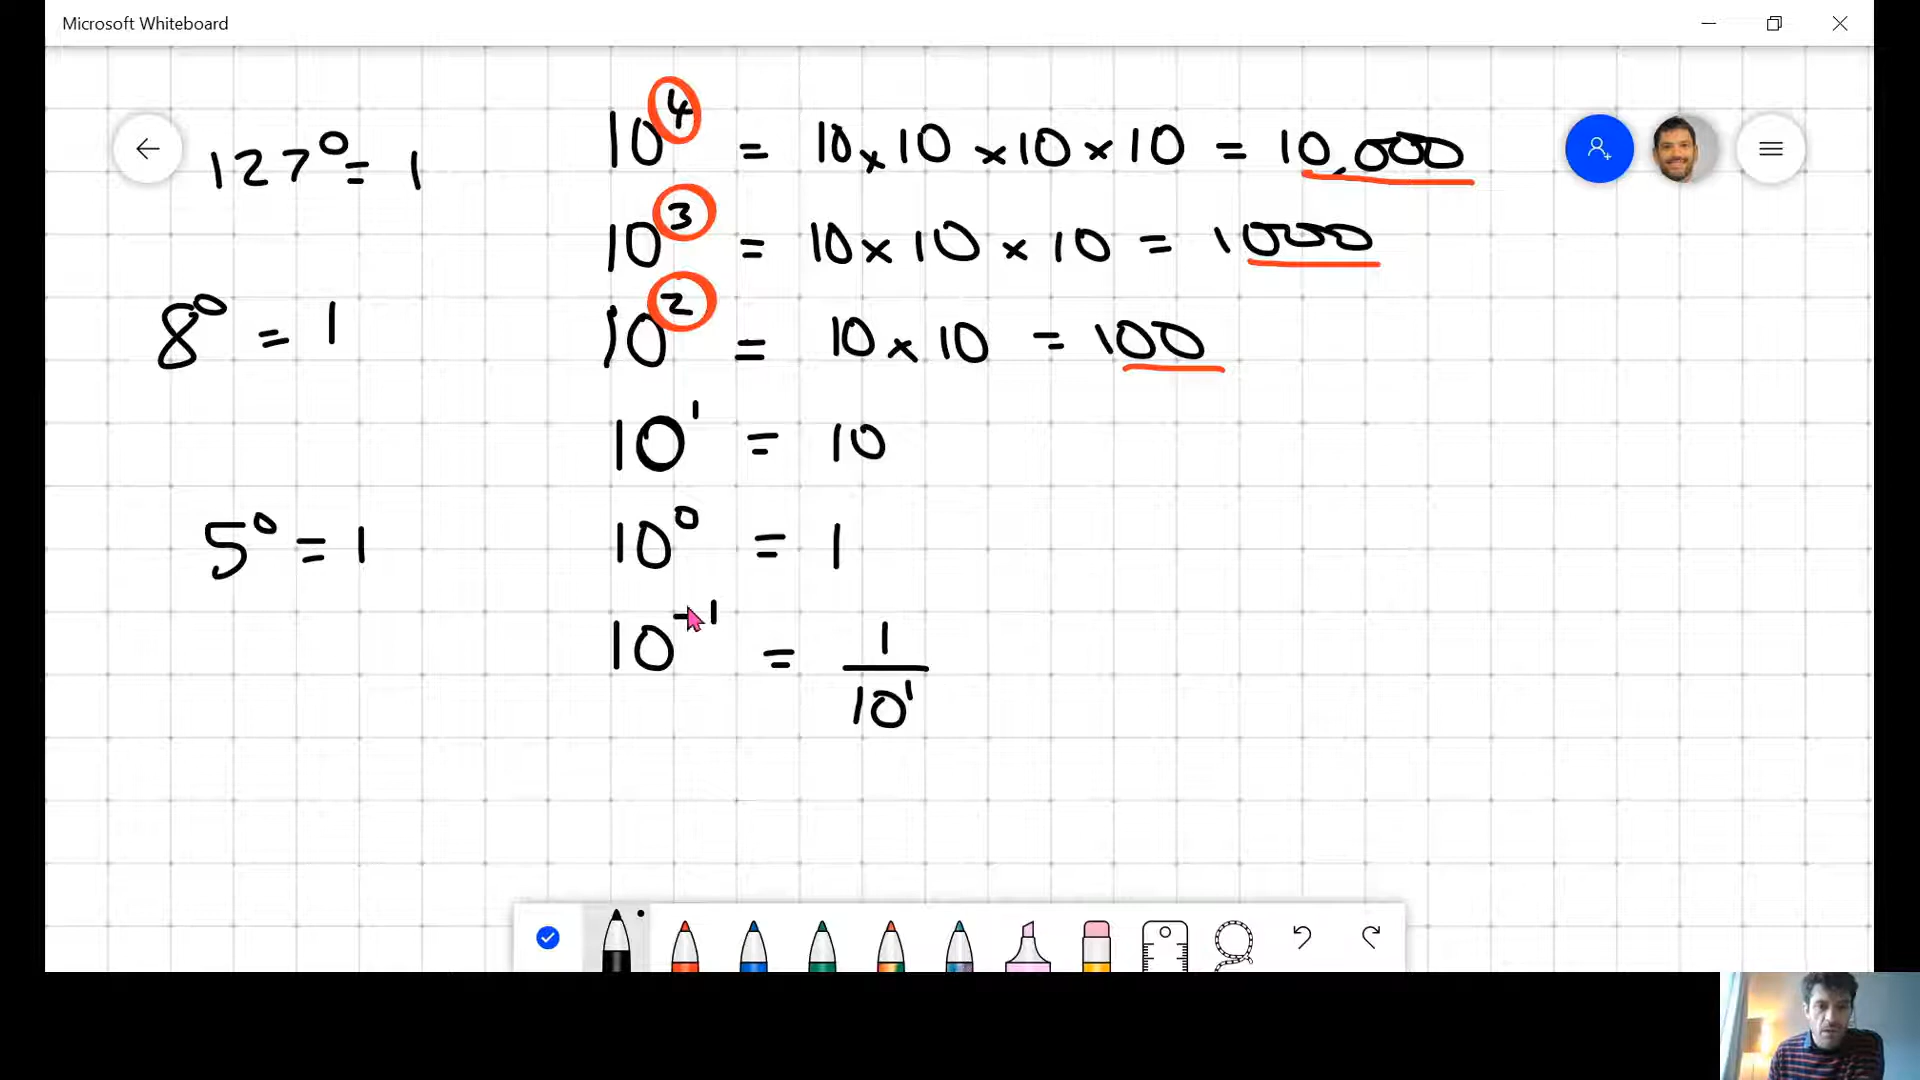 Microsoft Whiteboard
127⁰ = 1
8⁰ = 1
5⁰ = 1
10⁴ = 10 × 10 × 10 × 10 = 10,000
10³ = 10 × 10 × 10 = 1000
10² = 10 × 10 = 100
10¹ = 10
10⁰ = 1
10⁻¹ = 1/10¹